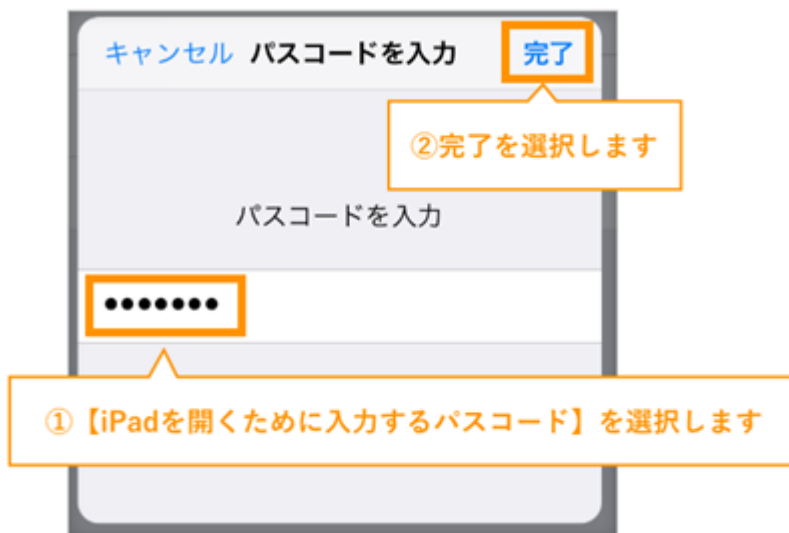 キャンセル パスコードを入力 完了
②完了を選択します
パスコードを入力
•••••••
①【iPadを開くために入力するパスコード】を選択します